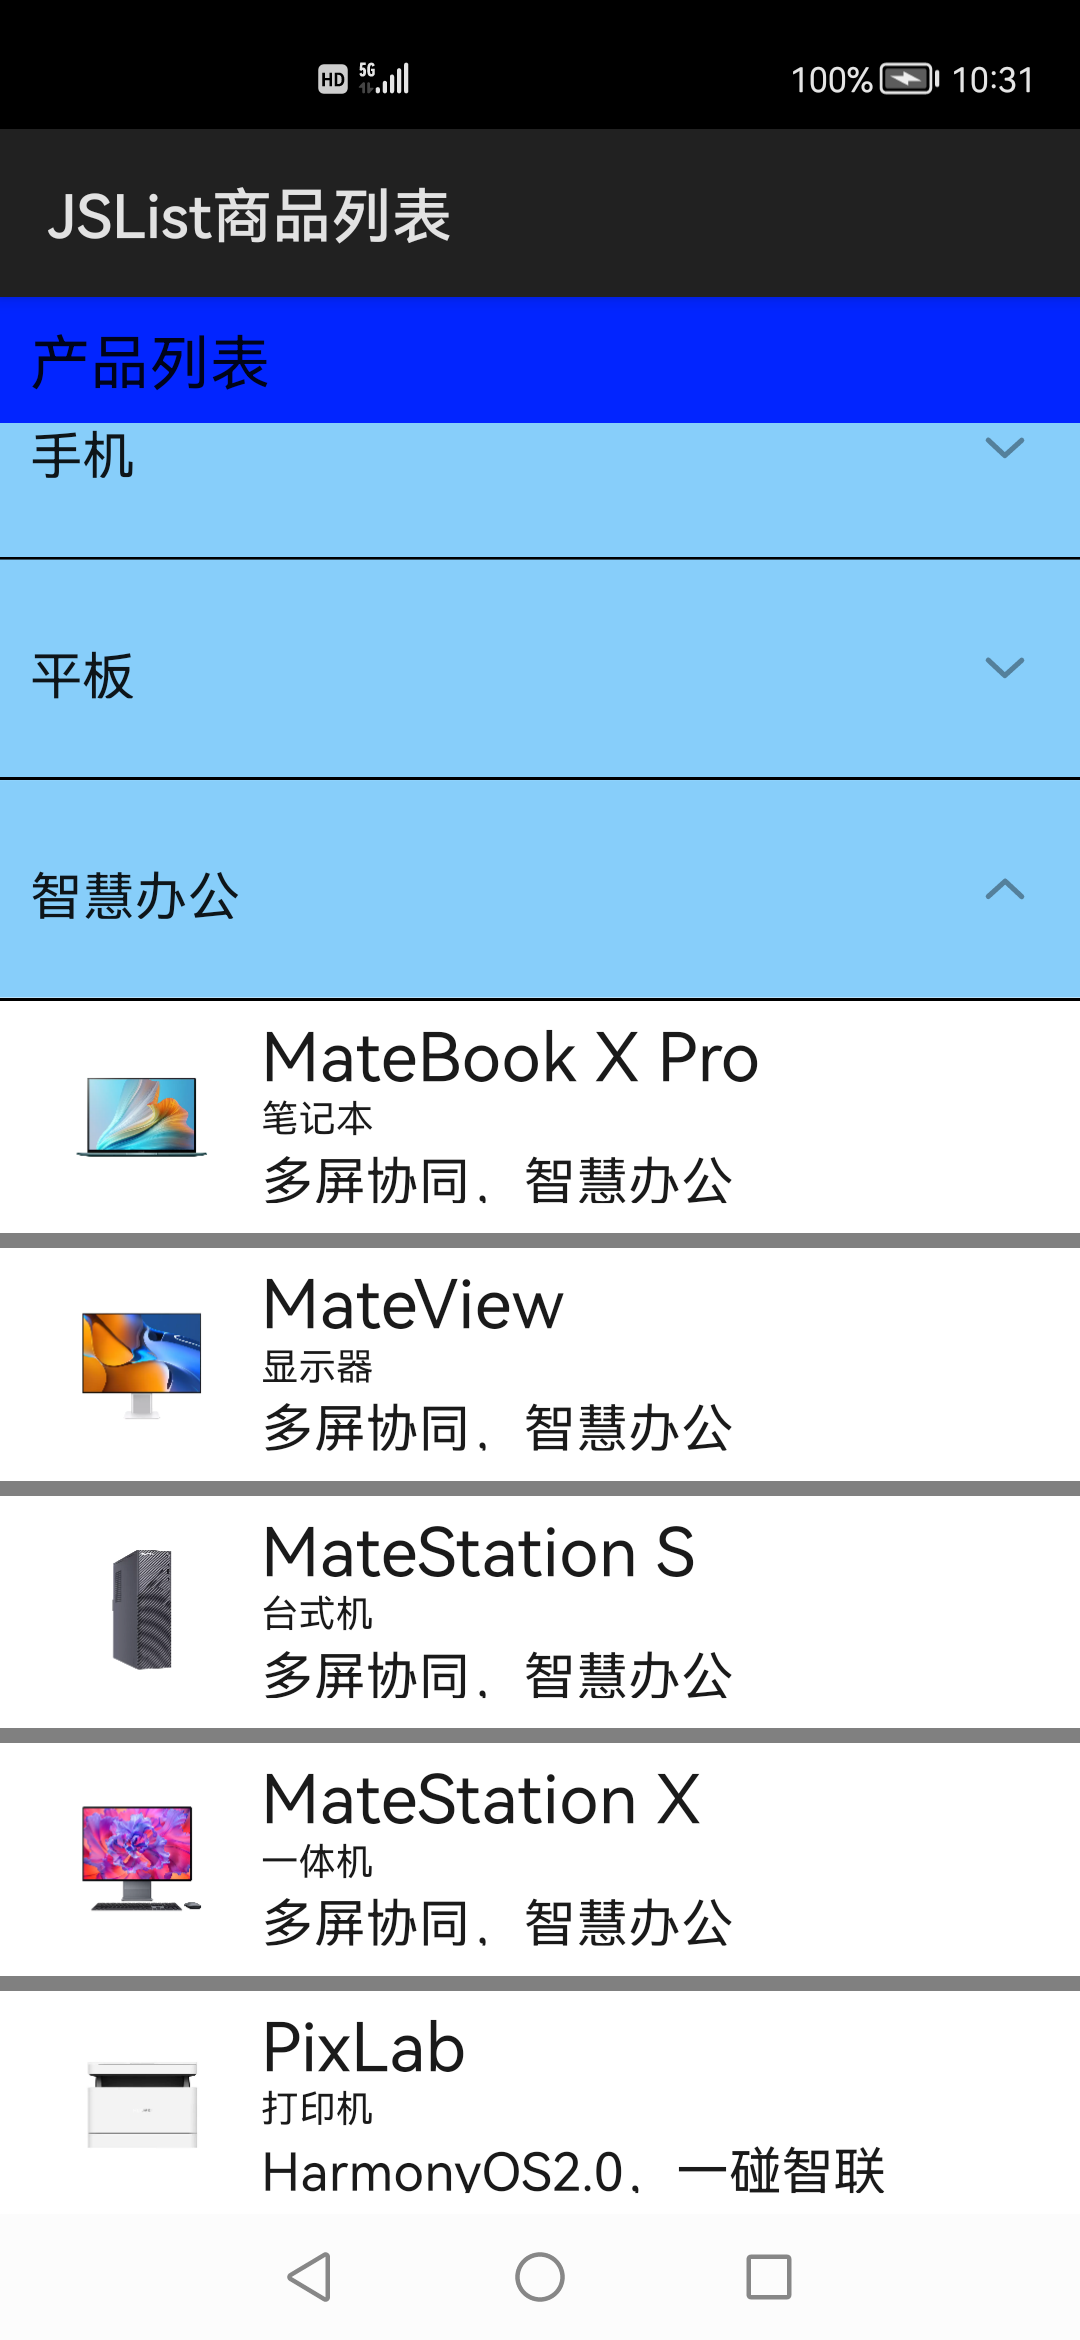 HD 5G 100% 10:31
JSList商品列表
产品列表
手机
平板
智慧办公
MateBook X Pro
笔记本
多屏协同，智慧办公
MateView
显示器
多屏协同，智慧办公
MateStation S
台式机
多屏协同，智慧办公
MateStation X
一体机
多屏协同，智慧办公
PixLab
打印机
HarmonyOS2.0，一碰智联